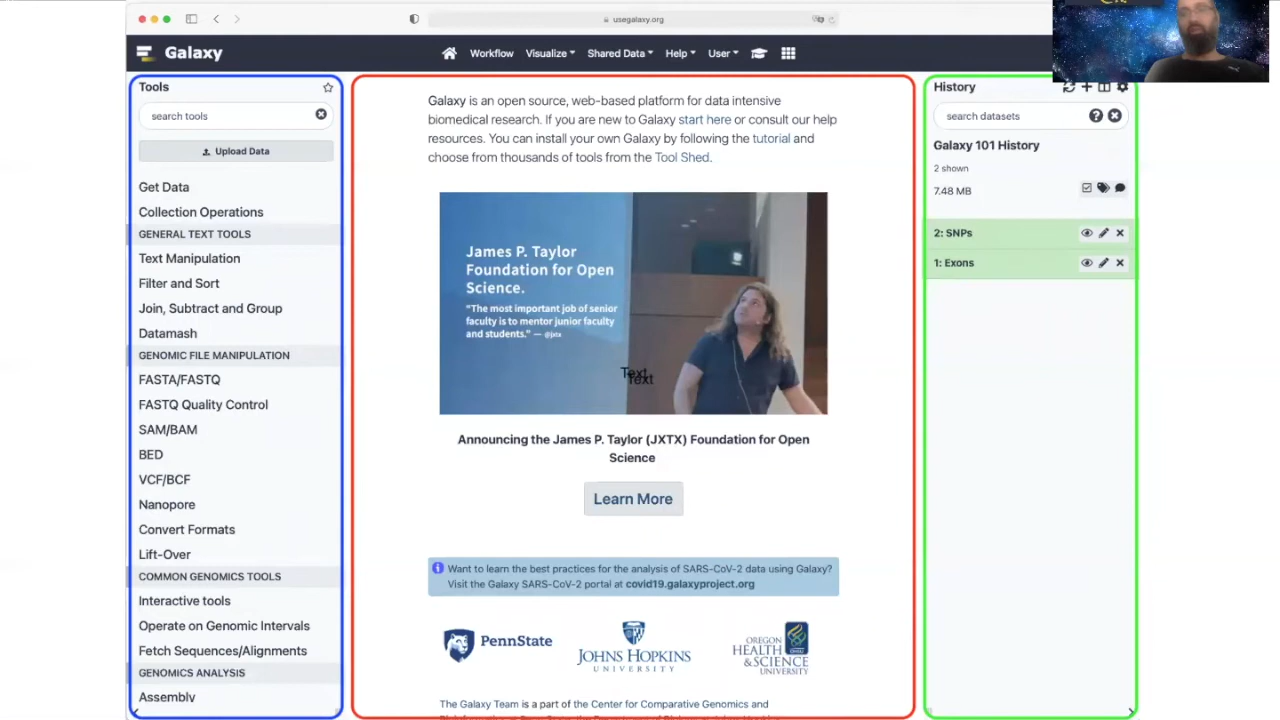 usegalaxy.org
Galaxy
Workflow Visualize Shared Data Help User
Tools
search tools
Upload Data
Get Data
Collection Operations
GENERAL TEXT TOOLS
Text Manipulation
Filter and Sort
Join, Subtract and Group
Datamash
GENOMIC FILE MANIPULATION
FASTA/FASTQ
FASTQ Quality Control
SAM/BAM
BED
VCF/BCF
Nanopore
Convert Formats
Lift-Over
COMMON GENOMICS TOOLS
Interactive tools
Operate on Genomic Intervals
Fetch Sequences/Alignments
GENOMICS ANALYSIS
Assembly
Galaxy is an open source, web-based platform for data intensive
biomedical research. If you are new to Galaxy start here or consult our help
resources. You can install your own Galaxy by following the tutorial and
choose from thousands of tools from the Tool Shed.
James P. Taylor
Foundation for Open
Science.
"The most important job of senior
faculty is to mentor junior faculty
and students." — @jxtx
Text
Text
Announcing the James P. Taylor (JXTX) Foundation for Open
Science
Learn More
Want to learn the best practices for the analysis of SARS-CoV-2 data using Galaxy?
Visit the Galaxy SARS-CoV-2 portal at covid19.galaxyproject.org
PennState
JOHNS HOPKINS
UNIVERSITY
OREGON
HEALTH
& SCIENCE
UNIVERSITY
The Galaxy Team is a part of the Center for Comparative Genomics and
History
search datasets
Galaxy 101 History
2 shown
7.48 MB
2: SNPs
1: Exons